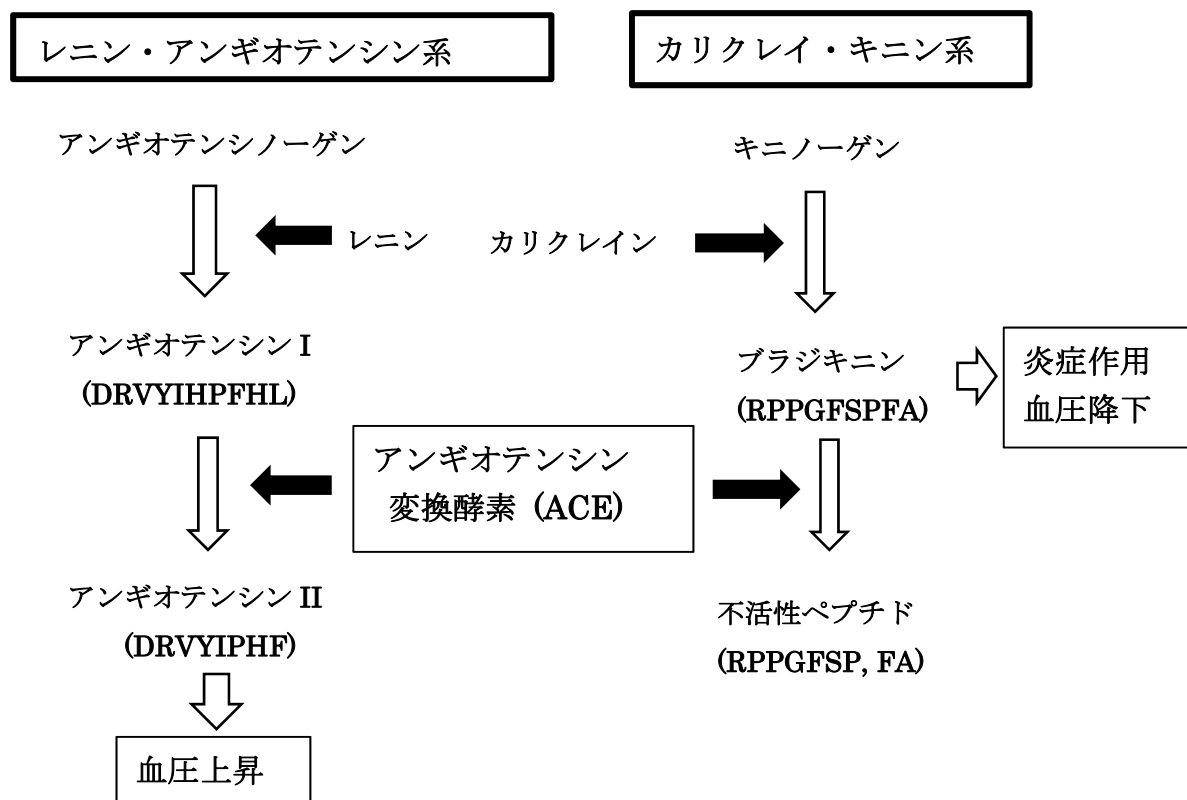 レニン・アンギオテンシン系
カリクレイ・キニン系
アンギオテンシノーゲン
キニノーゲン
レニン
カリクレイン
アンギオテンシン I
(DRVYIHPFHL)
ブラジキニン
(RPPGFSPFA)
炎症作用
血圧降下
アンギオテンシン
変換酵素 (ACE)
アンギオテンシン II
(DRVYIPHF)
不活性ペプチド
(RPPGFSP, FA)
血圧上昇